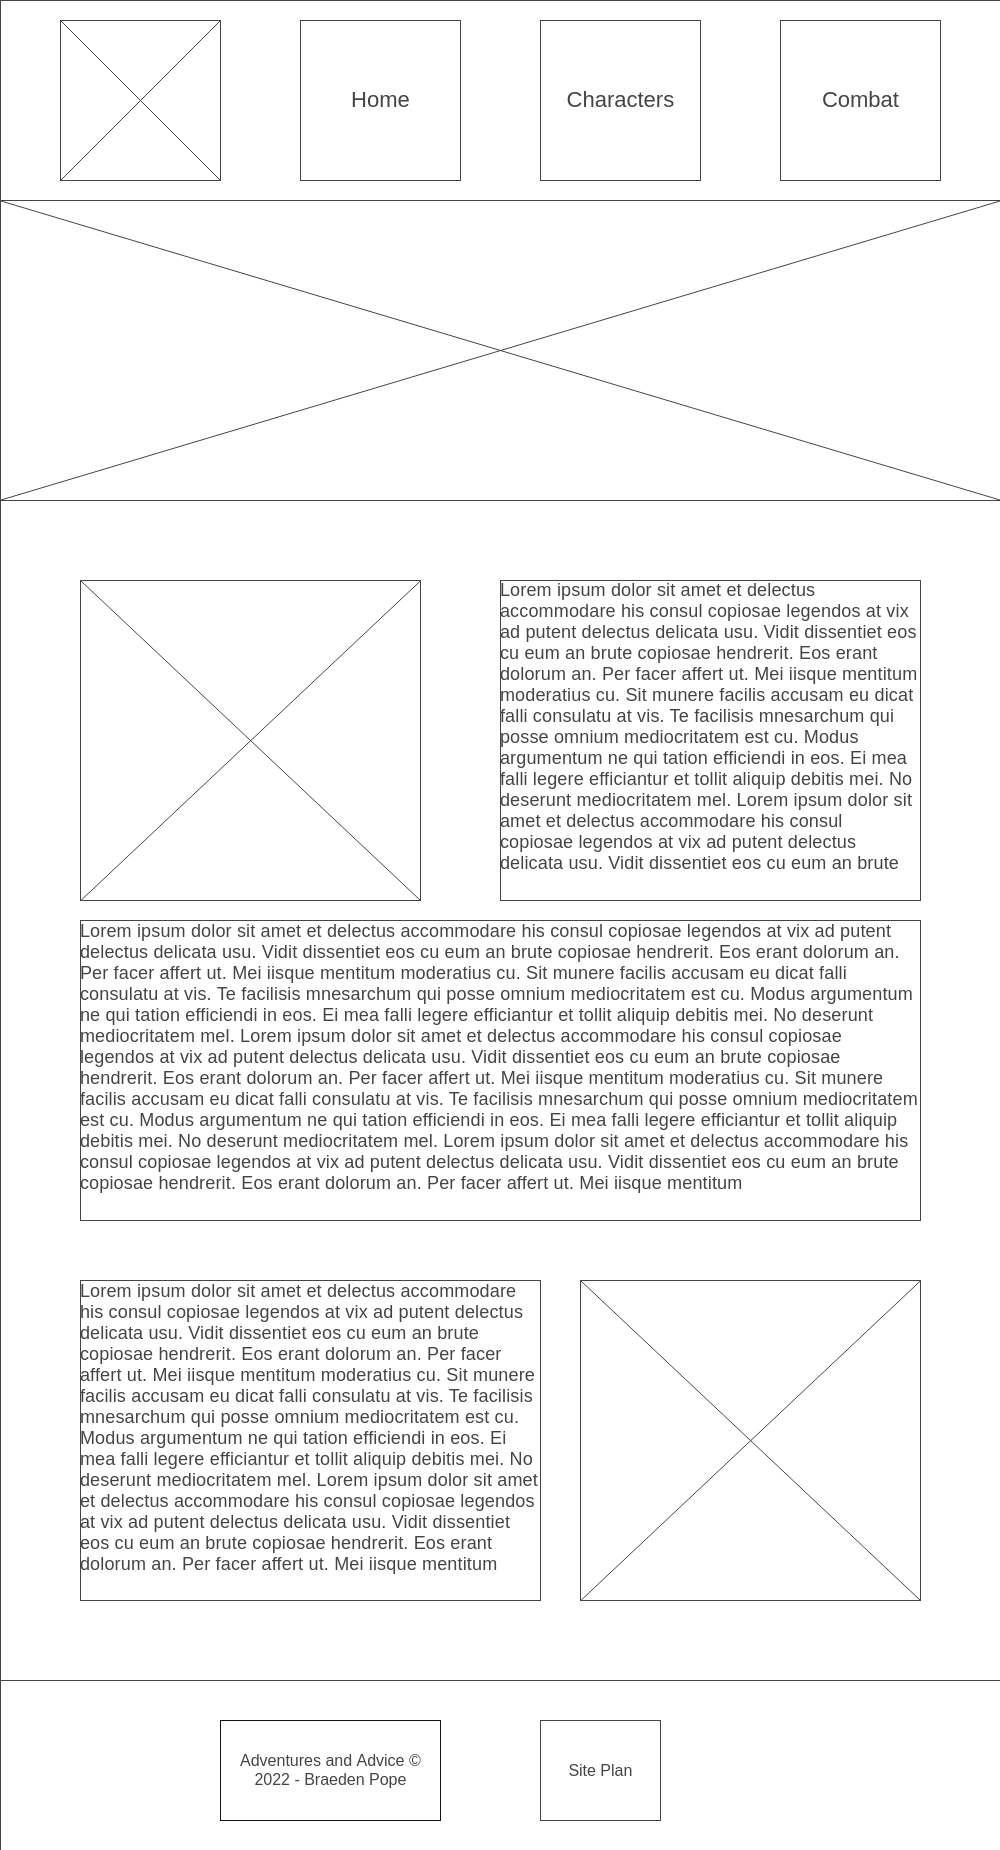 Home
Characters
Combat
Lorem ipsum dolor sit amet et delectus
accommodare his consul copiosae legendos at vix
ad putent delectus delicata usu. Vidit dissentiet eos
cu eum an brute copiosae hendrerit. Eos erant
dolorum an. Per facer affert ut. Mei iisque mentitum
moderatius cu. Sit munere facilis accusam eu dicat
falli consulatu at vis. Te facilisis mnesarchum qui
posse omnium mediocritatem est cu. Modus
argumentum ne qui tation efficiendi in eos. Ei mea
falli legere efficiantur et tollit aliquip debitis mei. No
deserunt mediocritatem mel. Lorem ipsum dolor sit
amet et delectus accommodare his consul
copiosae legendos at vix ad putent delectus
delicata usu. Vidit dissentiet eos cu eum an brute
Lorem ipsum dolor sit amet et delectus accommodare his consul copiosae legendos at vix ad putent
delectus delicata usu. Vidit dissentiet eos cu eum an brute copiosae hendrerit. Eos erant dolorum an.
Per facer affert ut. Mei iisque mentitum moderatius cu. Sit munere facilis accusam eu dicat falli
consulatu at vis. Te facilisis mnesarchum qui posse omnium mediocritatem est cu. Modus argumentum
ne qui tation efficiendi in eos. Ei mea falli legere efficiantur et tollit aliquip debitis mei. No deserunt
mediocritatem mel. Lorem ipsum dolor sit amet et delectus accommodare his consul copiosae
legendos at vix ad putent delectus delicata usu. Vidit dissentiet eos cu eum an brute copiosae
hendrerit. Eos erant dolorum an. Per facer affert ut. Mei iisque mentitum moderatius cu. Sit munere
facilis accusam eu dicat falli consulatu at vis. Te facilisis mnesarchum qui posse omnium mediocritatem
est cu. Modus argumentum ne qui tation efficiendi in eos. Ei mea falli legere efficiantur et tollit aliquip
debitis mei. No deserunt mediocritatem mel. Lorem ipsum dolor sit amet et delectus accommodare his
consul copiosae legendos at vix ad putent delectus delicata usu. Vidit dissentiet eos cu eum an brute
copiosae hendrerit. Eos erant dolorum an. Per facer affert ut. Mei iisque mentitum
Lorem ipsum dolor sit amet et delectus accommodare
his consul copiosae legendos at vix ad putent delectus
delicata usu. Vidit dissentiet eos cu eum an brute
copiosae hendrerit. Eos erant dolorum an. Per facer
affert ut. Mei iisque mentitum moderatius cu. Sit munere
facilis accusam eu dicat falli consulatu at vis. Te facilisis
mnesarchum qui posse omnium mediocritatem est cu.
Modus argumentum ne qui tation efficiendi in eos. Ei
mea falli legere efficiantur et tollit aliquip debitis mei. No
deserunt mediocritatem mel. Lorem ipsum dolor sit amet
et delectus accommodare his consul copiosae legendos
at vix ad putent delectus delicata usu. Vidit dissentiet
eos cu eum an brute copiosae hendrerit. Eos erant
dolorum an. Per facer affert ut. Mei iisque mentitum
Adventures and Advice ©
2022 - Braeden Pope
Site Plan